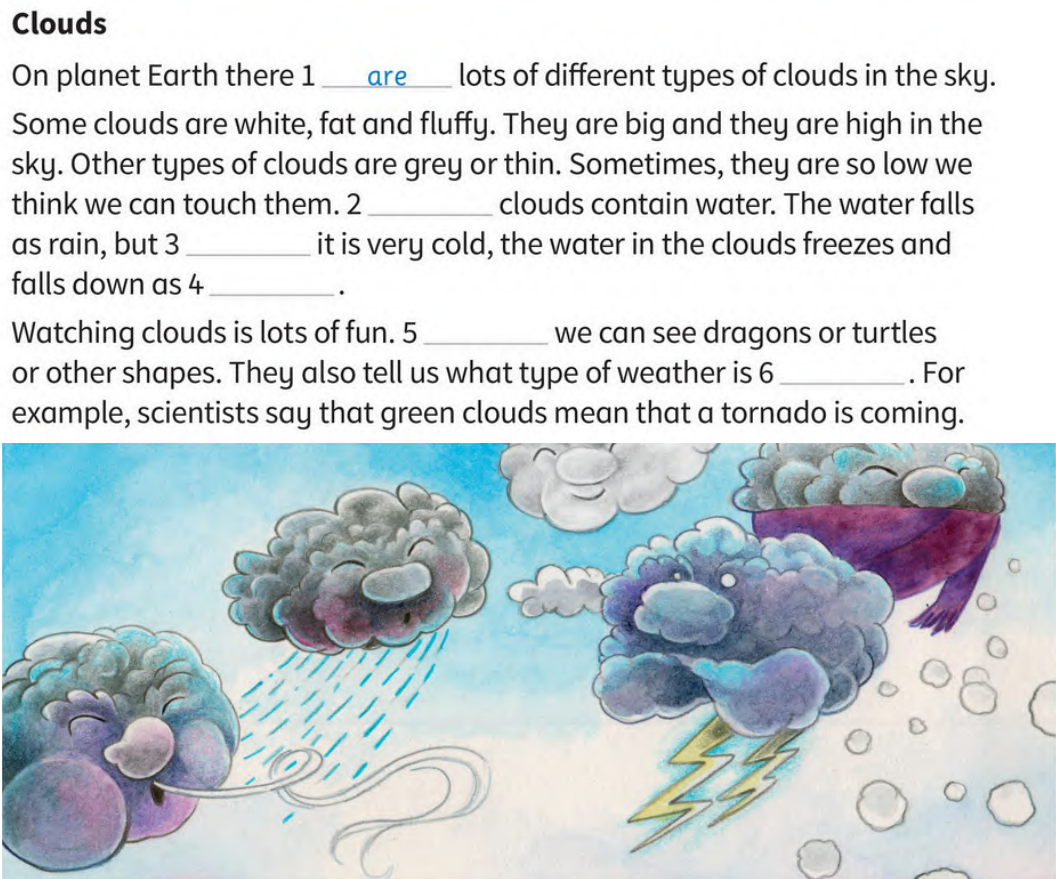 Clouds
On planet Earth there 1 are lots of different types of clouds in the sky.
Some clouds are white, fat and fluffy. They are big and they are high in the
sky. Other types of clouds are grey or thin. Sometimes, they are so low we
think we can touch them. 2 __________ clouds contain water. The water falls
as rain, but 3 __________ it is very cold, the water in the clouds freezes and
falls down as 4 __________ .
Watching clouds is lots of fun. 5 __________ we can see dragons or turtles
or other shapes. They also tell us what type of weather is 6 __________ . For
example, scientists say that green clouds mean that a tornado is coming.